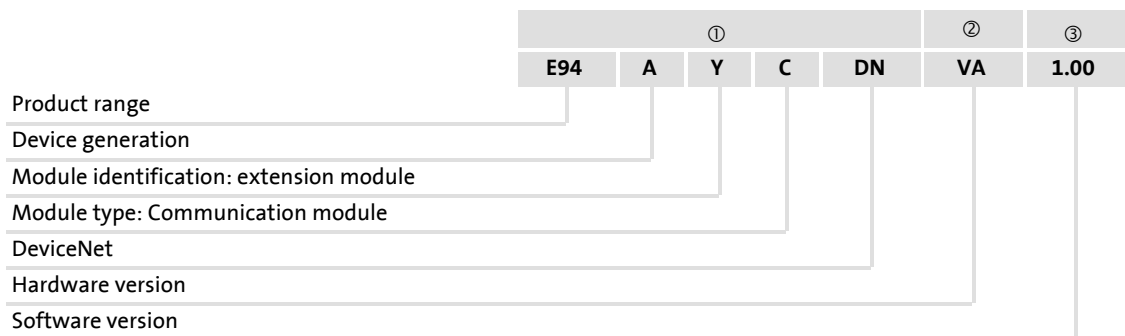 ① ② ③
E94 A Y C DN VA 1.00
Product range
Device generation
Module identification: extension module
Module type: Communication module
DeviceNet
Hardware version
Software version